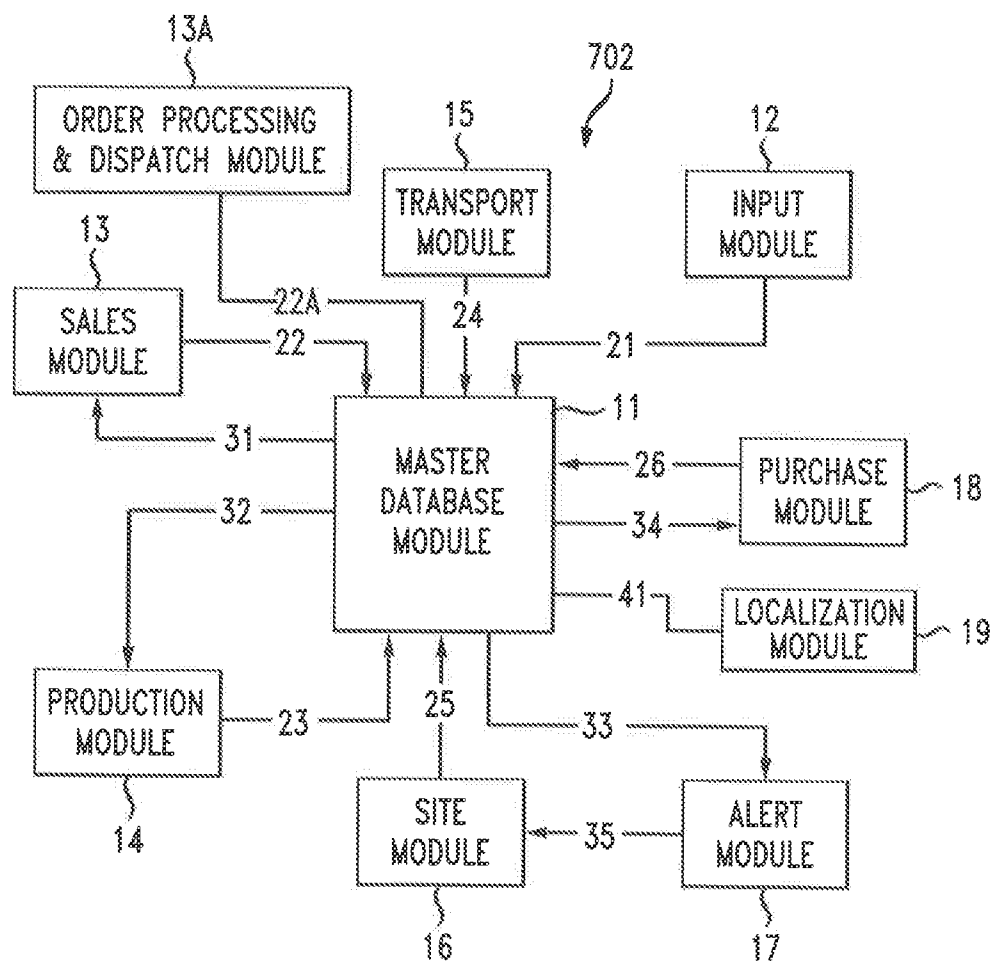 13A
702
ORDER PROCESSING
& DISPATCH MODULE
15
12
TRANSPORT
MODULE
INPUT
MODULE
13
SALES
MODULE
22A
24
22
21
11
31
MASTER
DATABASE
MODULE
26
PURCHASE
MODULE
18
32
34
41
LOCALIZATION
MODULE
19
PRODUCTION
MODULE
23
25
33
14
SITE
MODULE
35
ALERT
MODULE
16
17